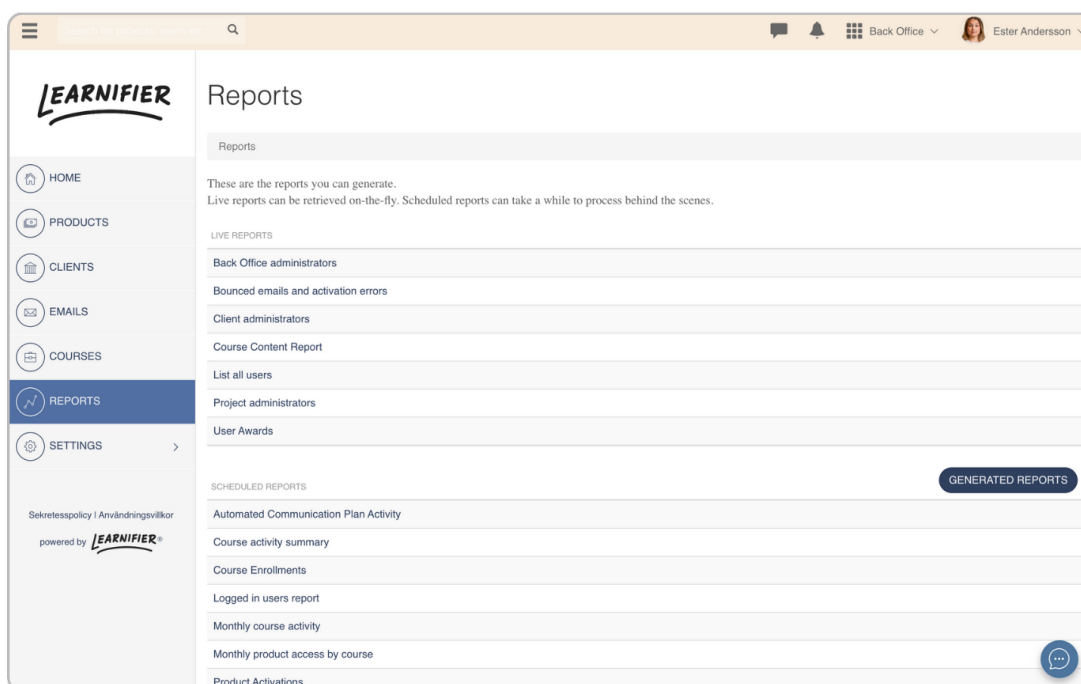 Back Office
Ester Andersson
LEARNIFIER
Reports
Reports
HOME
PRODUCTS
CLIENTS
EMAILS
COURSES
REPORTS
SETTINGS
Sekretesspolicy | Användningsvillkor
powered by LEARNIFIER®
These are the reports you can generate.
Live reports can be retrieved on-the-fly. Scheduled reports can take a while to process behind the scenes.
LIVE REPORTS
Back Office administrators
Bounced emails and activation errors
Client administrators
Course Content Report
List all users
Project administrators
User Awards
GENERATED REPORTS
SCHEDULED REPORTS
Automated Communication Plan Activity
Course activity summary
Course Enrollments
Logged in users report
Monthly course activity
Monthly product access by course
Product Activations